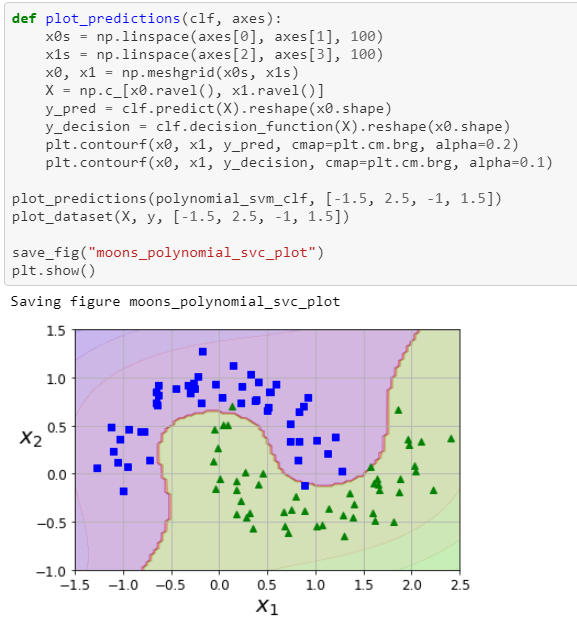 def plot_predictions(clf, axes):
    x0s = np.linspace(axes[0], axes[1], 100)
    x1s = np.linspace(axes[2], axes[3], 100)
    x0, x1 = np.meshgrid(x0s, x1s)
    X = np.c_[x0.ravel(), x1.ravel()]
    y_pred = clf.predict(X).reshape(x0.shape)
    y_decision = clf.decision_function(X).reshape(x0.shape)
    plt.contourf(x0, x1, y_pred, cmap=plt.cm.brg, alpha=0.2)
    plt.contourf(x0, x1, y_decision, cmap=plt.cm.brg, alpha=0.1)
plot_predictions(polynomial_svm_clf, [-1.5, 2.5, -1, 1.5])
plot_dataset(X, y, [-1.5, 2.5, -1, 1.5])
save_fig("moons_polynomial_svc_plot")
plt.show()
Saving figure moons_polynomial_svc_plot
1.5
1.0
0.5
x₂
0.0
−0.5
−1.0
−1.5 −1.0 −0.5 0.0 0.5 1.0 1.5 2.0 2.5
x₁